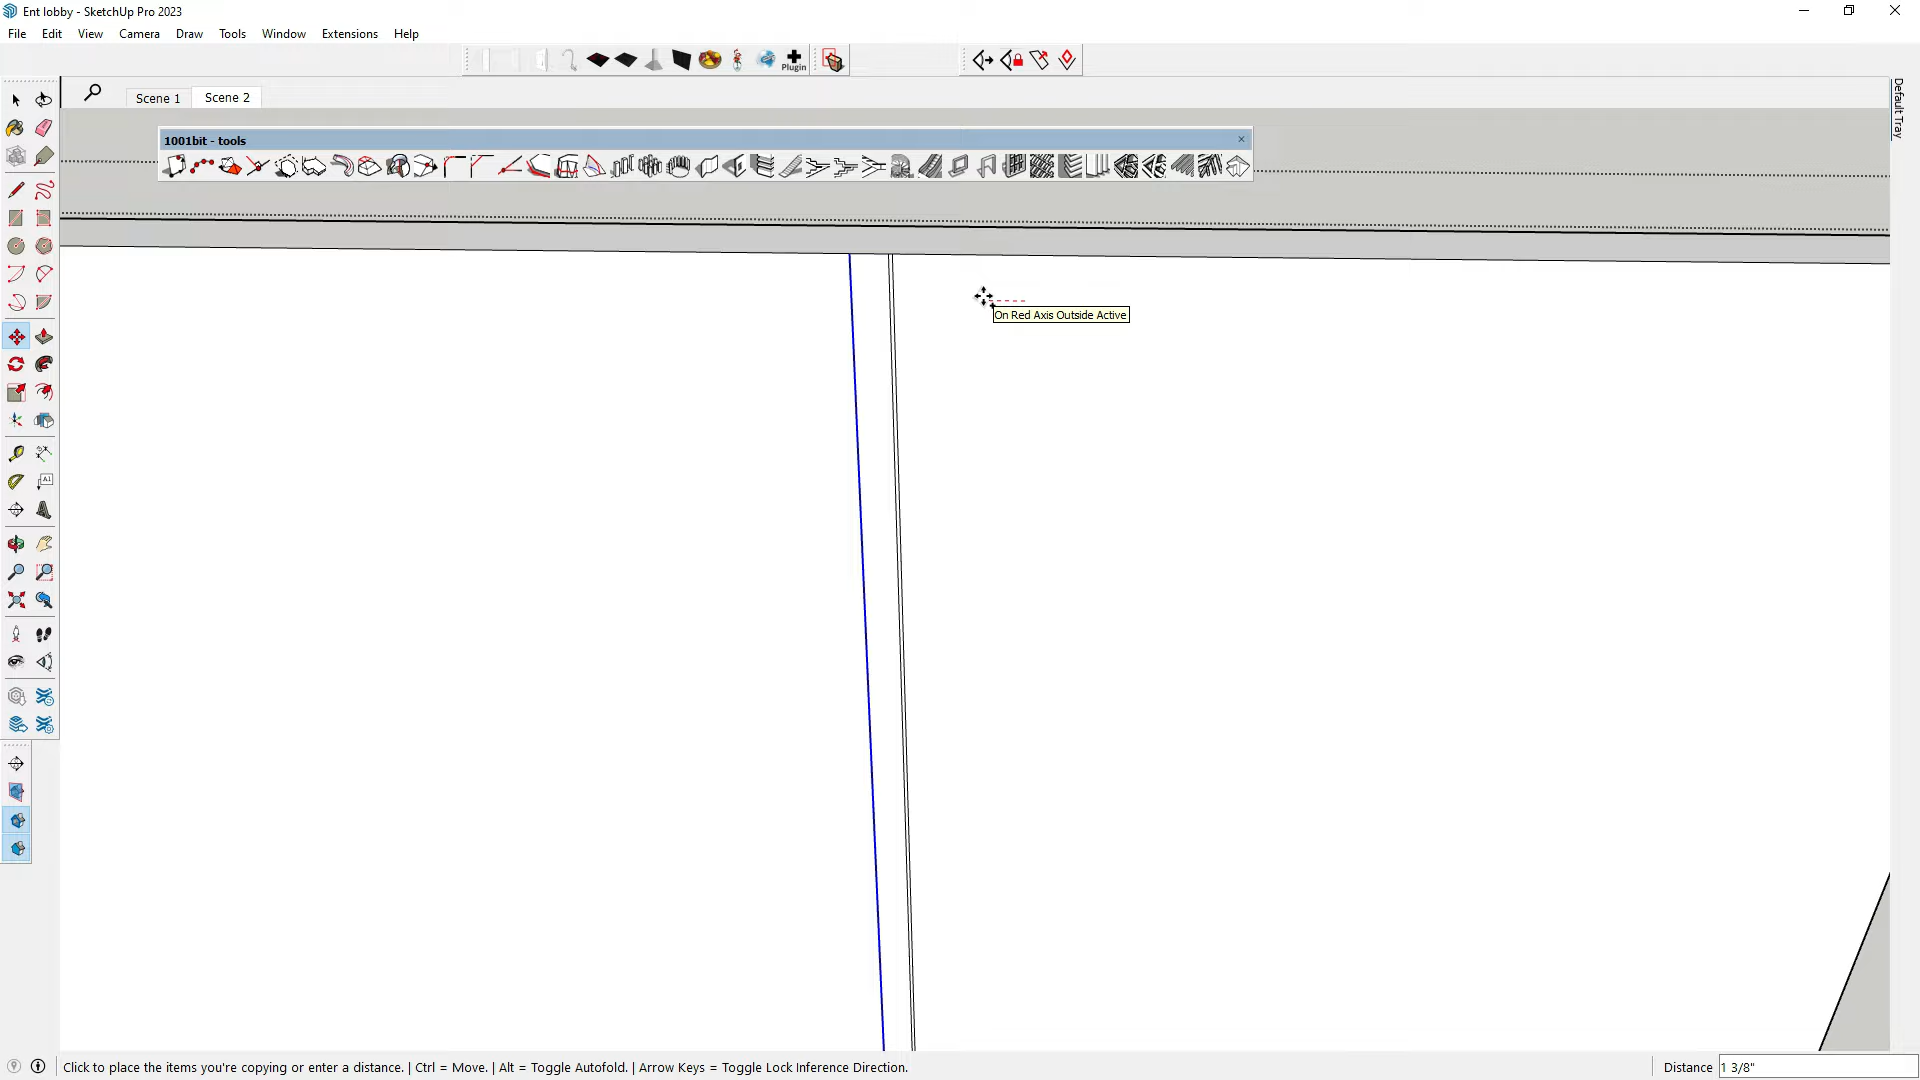 Ent lobby - SketchUp Pro 2023
File Edit View Camera Draw Tools Window Extensions Help
Plugin
Scene 1 Scene 2
Default Tray
1001bit - tools
On Red Axis Outside Active
A1
Click to place the items you're copying or enter a distance. | Ctrl = Move. | Alt = Toggle Autofold. | Arrow Keys = Toggle Lock Inference Direction.
Distance 1 3/8"